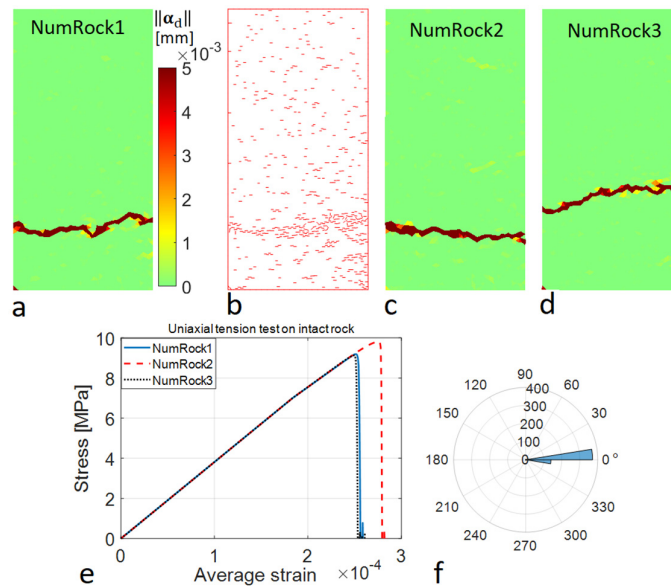 NumRock1
‖α_d‖
[mm]
×10⁻³
5
4
3
2
1
0
NumRock2
NumRock3
a
b
c
d
Uniaxial tension test on intact rock
10
8
6
4
2
0
Stress [MPa]
NumRock1
NumRock2
NumRock3
0
1
2
3
×10⁻⁴
Average strain
e
90
120
60
150
30
180
0 °
210
330
240
300
270
400
300
200
100
0
f